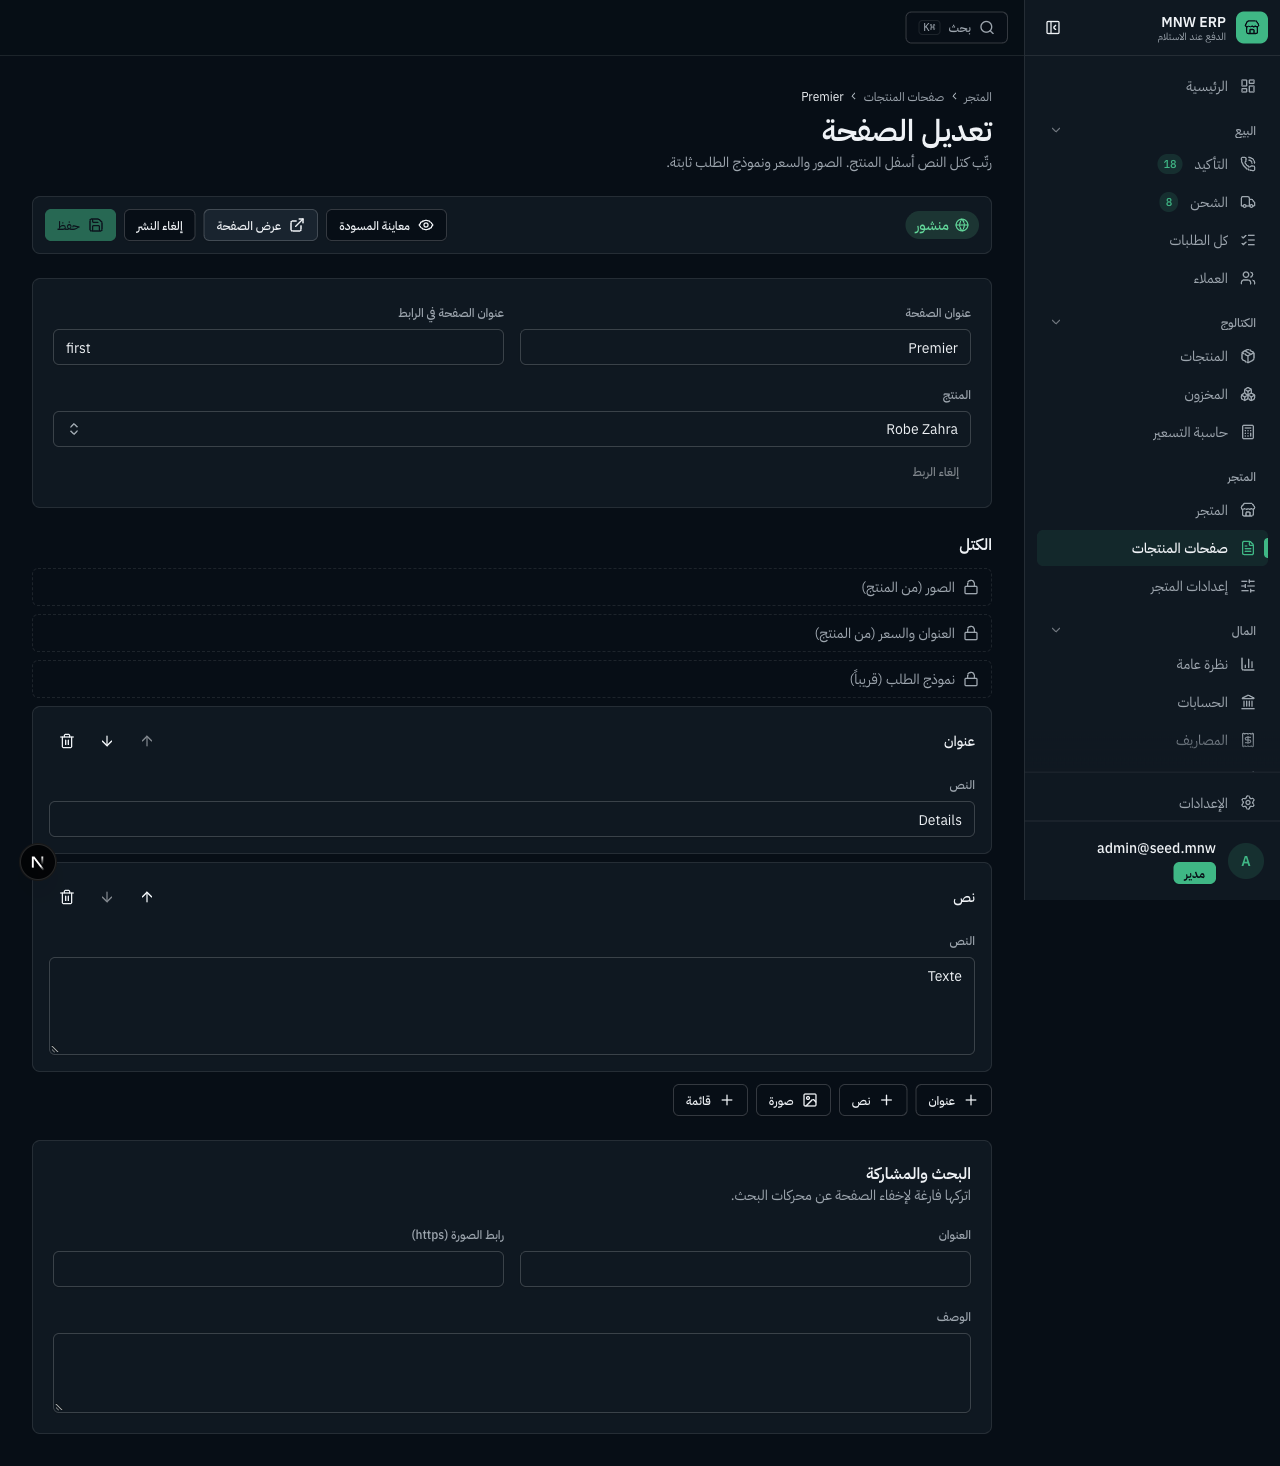 MNW ERP
الدفع عند الاستلام
بحث ⌘K
الرئيسية
البيع
التأكيد 18
الشحن 8
كل الطلبات
العملاء
الكتالوج
المنتجات
المخزون
حاسبة التسعير
المتجر
المتجر
صفحات المنتجات
إعدادات المتجر
المال
نظرة عامة
الحسابات
المصاريف
الإعدادات
admin@seed.mnw
مدير
A
المتجر › صفحات المنتجات › Premier
تعديل الصفحة
رتّب كتل النص أسفل المنتج. الصور والسعر ونموذج الطلب ثابتة.
منشور
معاينة المسودة
عرض الصفحة
إلغاء النشر
حفظ
عنوان الصفحة
Premier
عنوان الصفحة في الرابط
first
المنتج
Robe Zahra
إلغاء الربط
الكتل
الصور (من المنتج)
العنوان والسعر (من المنتج)
نموذج الطلب (قريباً)
عنوان
النص
Details
نص
النص
Texte
عنوان
نص
صورة
قائمة
البحث والمشاركة
اتركها فارغة لإخفاء الصفحة عن محركات البحث.
العنوان
رابط الصورة (https)
الوصف
N